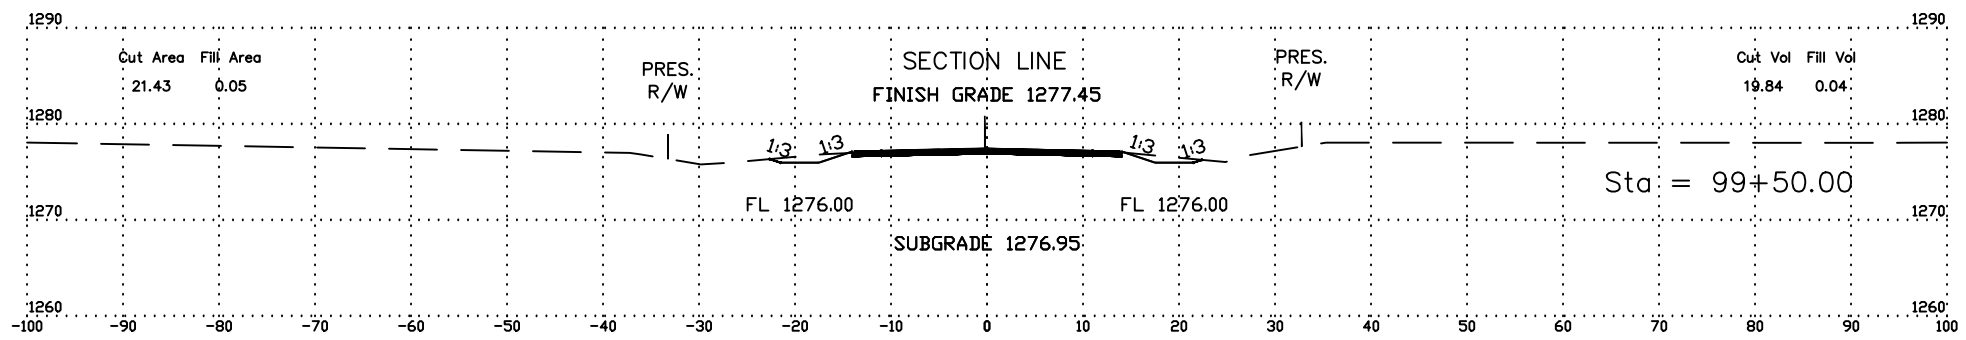 1290 1290
Cut Area Fill Area
21.43 0.05
PRES.
R/W
SECTION LINE
FINISH GRADE 1277.45
PRES.
R/W
Cut Vol Fill Vol
19.84 0.04
1280 1280
1:3 1:3 1:3 1:3
Sta = 99+50.00
FL 1276.00 FL 1276.00
1270 1270
SUBGRADE 1276.95
1260 1260
-100 -90 -80 -70 -60 -50 -40 -30 -20 -10 0 10 20 30 40 50 60 70 80 90 100